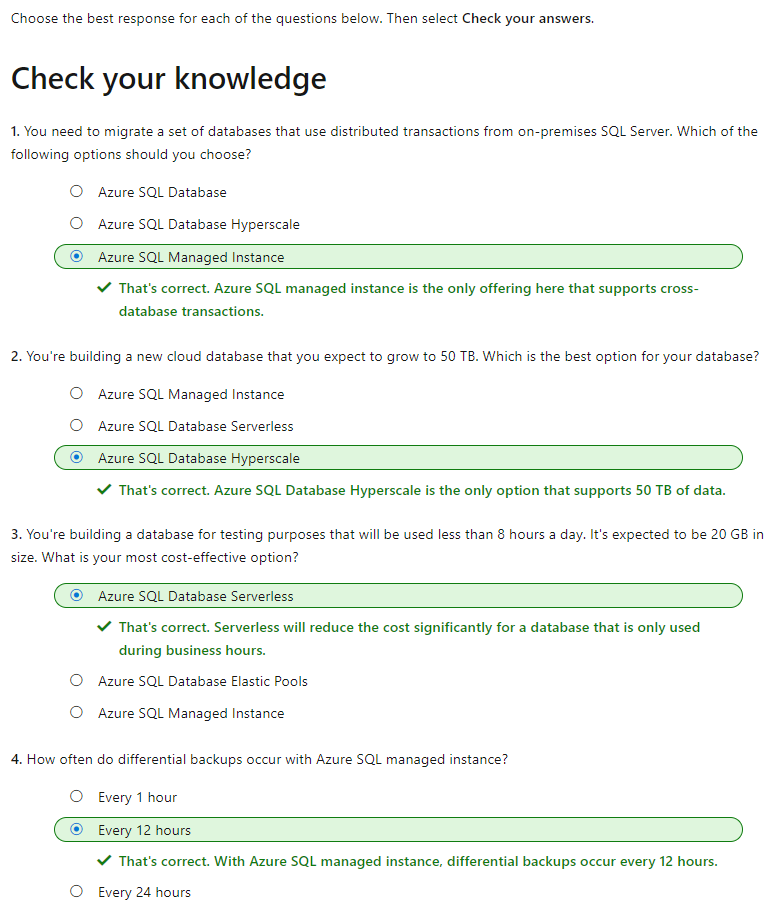 Choose the best response for each of the questions below. Then select Check your answers.
Check your knowledge
1. You need to migrate a set of databases that use distributed transactions from on-premises SQL Server. Which of the
following options should you choose?
Azure SQL Database
Azure SQL Database Hyperscale
Azure SQL Managed Instance
That's correct. Azure SQL managed instance is the only offering here that supports cross-
database transactions.
2. You're building a new cloud database that you expect to grow to 50 TB. Which is the best option for your database?
Azure SQL Managed Instance
Azure SQL Database Serverless
Azure SQL Database Hyperscale
That's correct. Azure SQL Database Hyperscale is the only option that supports 50 TB of data.
3. You're building a database for testing purposes that will be used less than 8 hours a day. It's expected to be 20 GB in
size. What is your most cost-effective option?
Azure SQL Database Serverless
That's correct. Serverless will reduce the cost significantly for a database that is only used
during business hours.
Azure SQL Database Elastic Pools
Azure SQL Managed Instance
4. How often do differential backups occur with Azure SQL managed instance?
Every 1 hour
Every 12 hours
That's correct. With Azure SQL managed instance, differential backups occur every 12 hours.
Every 24 hours